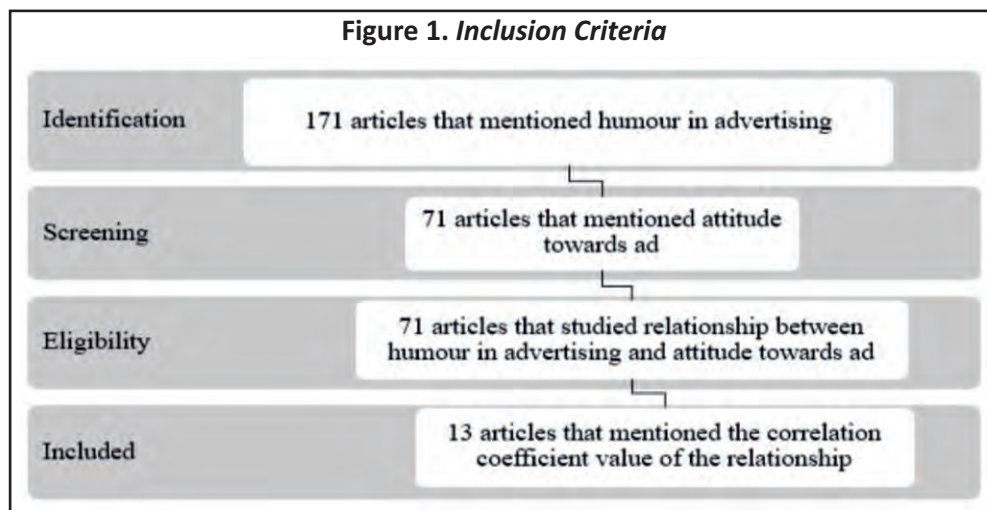 Figure 1. Inclusion Criteria
Identification
171 articles that mentioned humour in advertising
Screening
71 articles that mentioned attitude
towards ad
Eligibility
71 articles that studied relationship between
humour in advertising and attitude towards ad
Included
13 articles that mentioned the correlation
coefficient value of the relationship